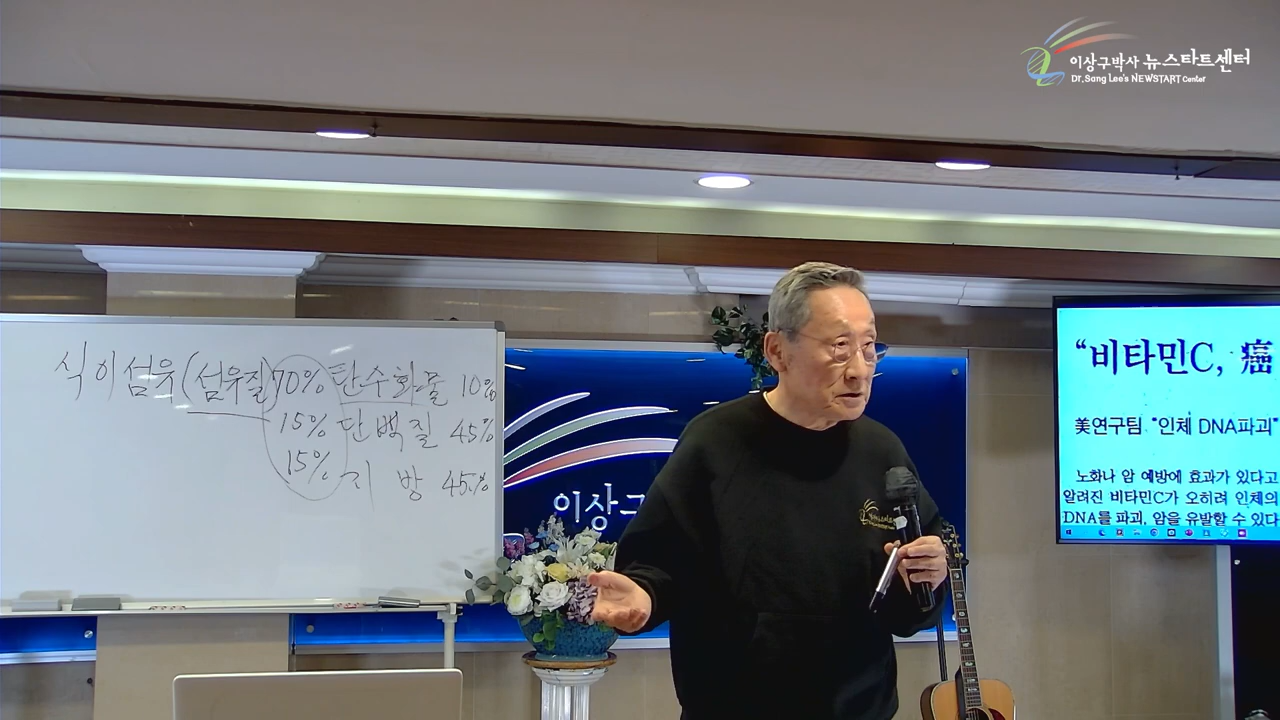 이상구박사 뉴스타트센터
Dr. Sang Lee's NEWSTART Center
식이섬유(섬유질)70% 탄수화물 10%
15% 단백질 45%
15% 지 방 45%
이상구
“비타민C, 癌
美연구팀 "인체 DNA파괴"
노화나 암 예방에 효과가 있다고
알려진 비타민C가 오히려 인체의
DNA를 파괴, 암을 유발할 수 있다